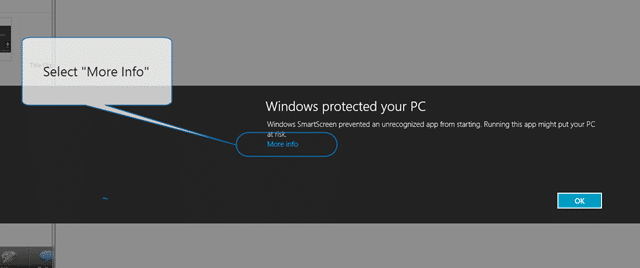 Select "More Info"
Windows protected your PC
Windows SmartScreen prevented an unrecognized app from starting. Running this app might put your PC
at risk.
More info
OK